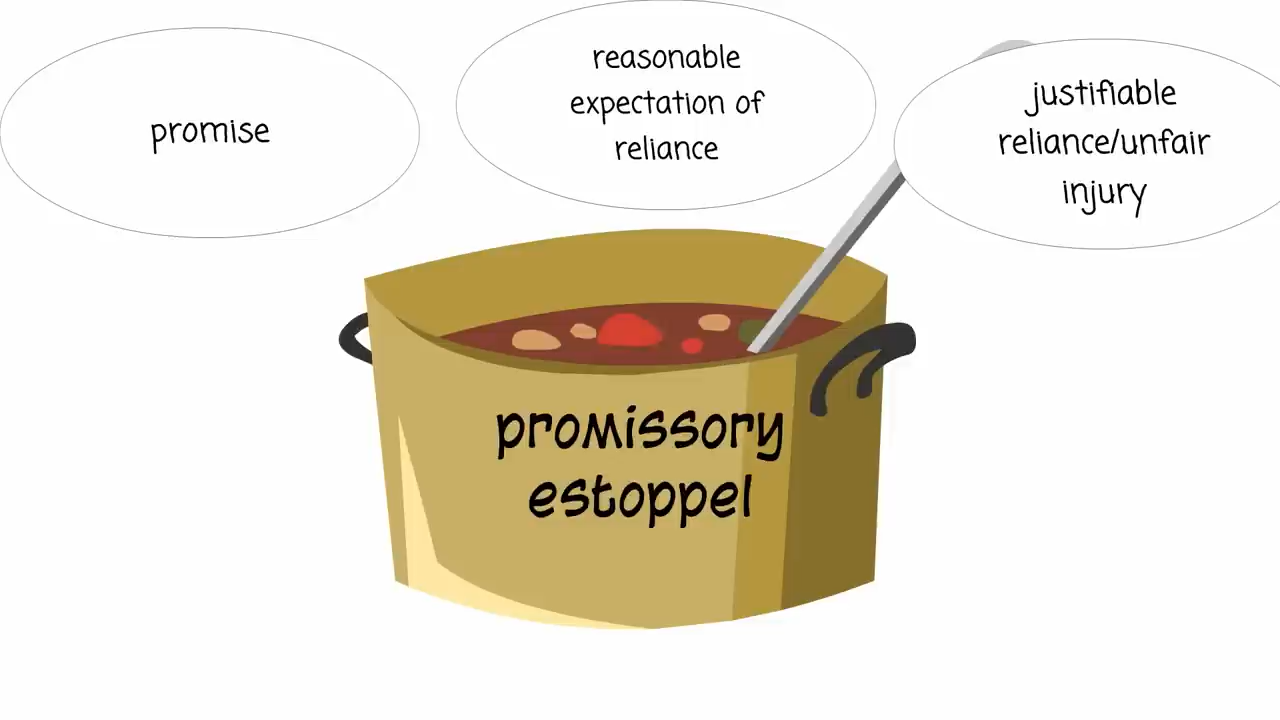 promise
reasonable
expectation of
reliance
justifiable
reliance/unfair
injury
promissory
estoppel